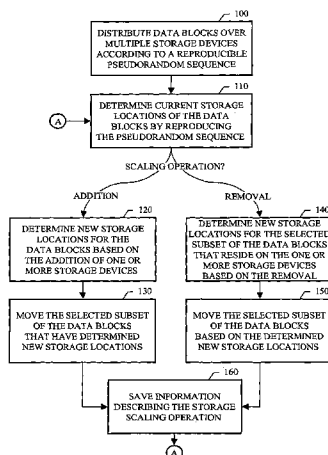 100
DISTRIBUTE DATA BLOCKS OVER
MULTIPLE STORAGE DEVICES
ACCORDING TO A REPRODUCIBLE
PSEUDORANDOM SEQUENCE
110
DETERMINE CURRENT STORAGE
LOCATIONS OF THE DATA
BLOCKS BY REPRODUCING
THE PSEUDORANDOM SEQUENCE
A
SCALING OPERATION?
ADDITION
REMOVAL
120
DETERMINE NEW STORAGE
LOCATIONS FOR THE
DATA BLOCKS BASED ON
THE ADDITION OF ONE
OR MORE STORAGE DEVICES
140
DETERMINE NEW STORAGE
LOCATIONS FOR THE SELECTED
SUBSET OF THE DATA BLOCKS
THAT RESIDE ON THE ONE OR
MORE STORAGE DEVICES
BASED ON THE REMOVAL
130
MOVE THE SELECTED SUBSET
OF THE DATA BLOCKS
THAT HAVE DETERMINED
NEW STORAGE LOCATIONS
150
MOVE THE SELECTED SUBSET
OF THE DATA BLOCKS
BASED ON THE DETERMINED
NEW STORAGE LOCATIONS
160
SAVE INFORMATION
DESCRIBING THE STORAGE
SCALING OPERATION
A